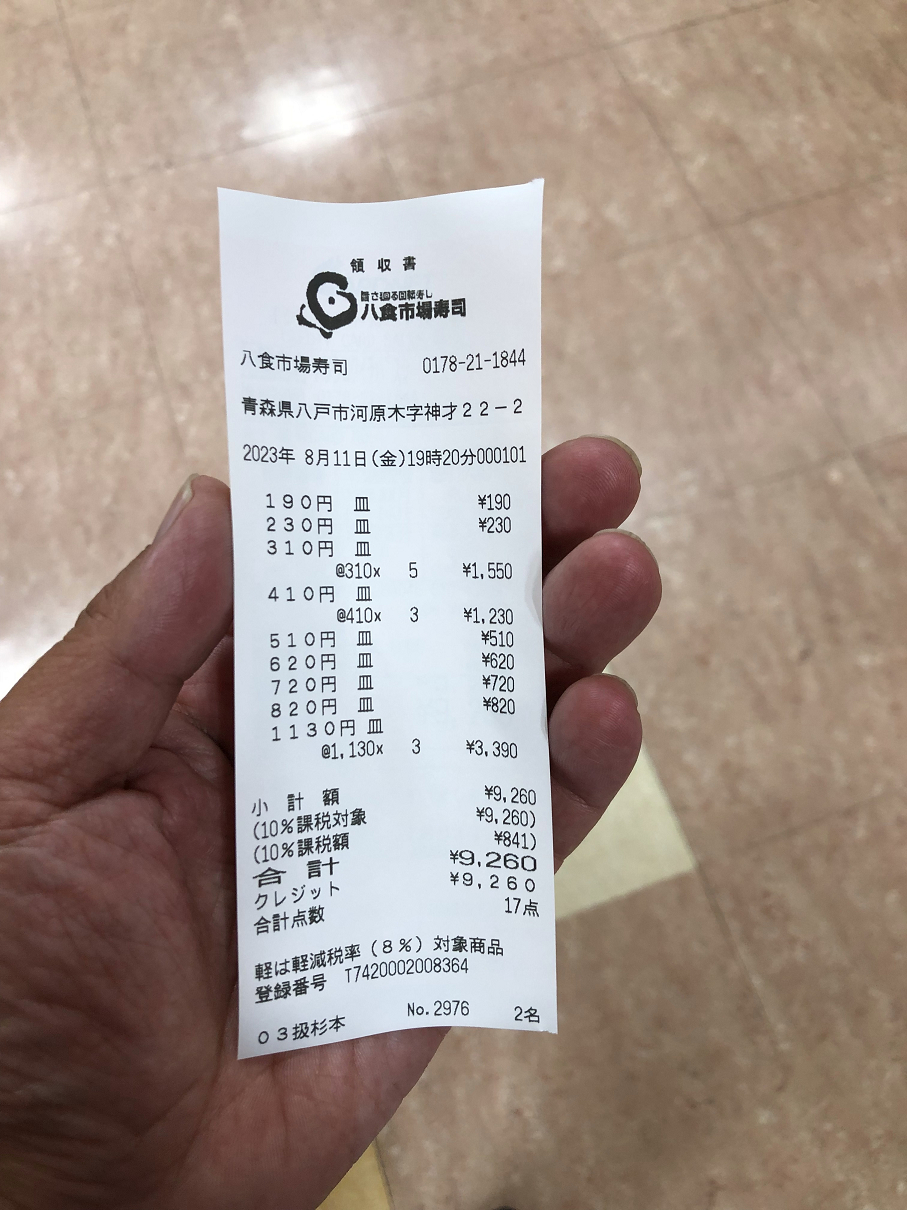 領収書
旨さ廻る回転寿し
八食市場寿司
八食市場寿司 0178-21-1844
青森県八戸市河原木字神才２２－２
2023年 8月11日(金)19時20分000101
１９０円 皿 ¥190
２３０円 皿 ¥230
３１０円 皿
@310x 5 ¥1,550
４１０円 皿
@410x 3 ¥1,230
５１０円 皿 ¥510
６２０円 皿 ¥620
７２０円 皿 ¥720
８２０円 皿 ¥820
１１３０円 皿
@1,130x 3 ¥3,390
小計額 ¥9,260
(10%課税対象 ¥9,260)
(10%課税額 ¥841)
合計 ¥9,260
クレジット ¥9,260
合計点数 17点
軽は軽減税率（８％）対象商品
登録番号 T7420002008364
０３扱杉本 No.2976 2名